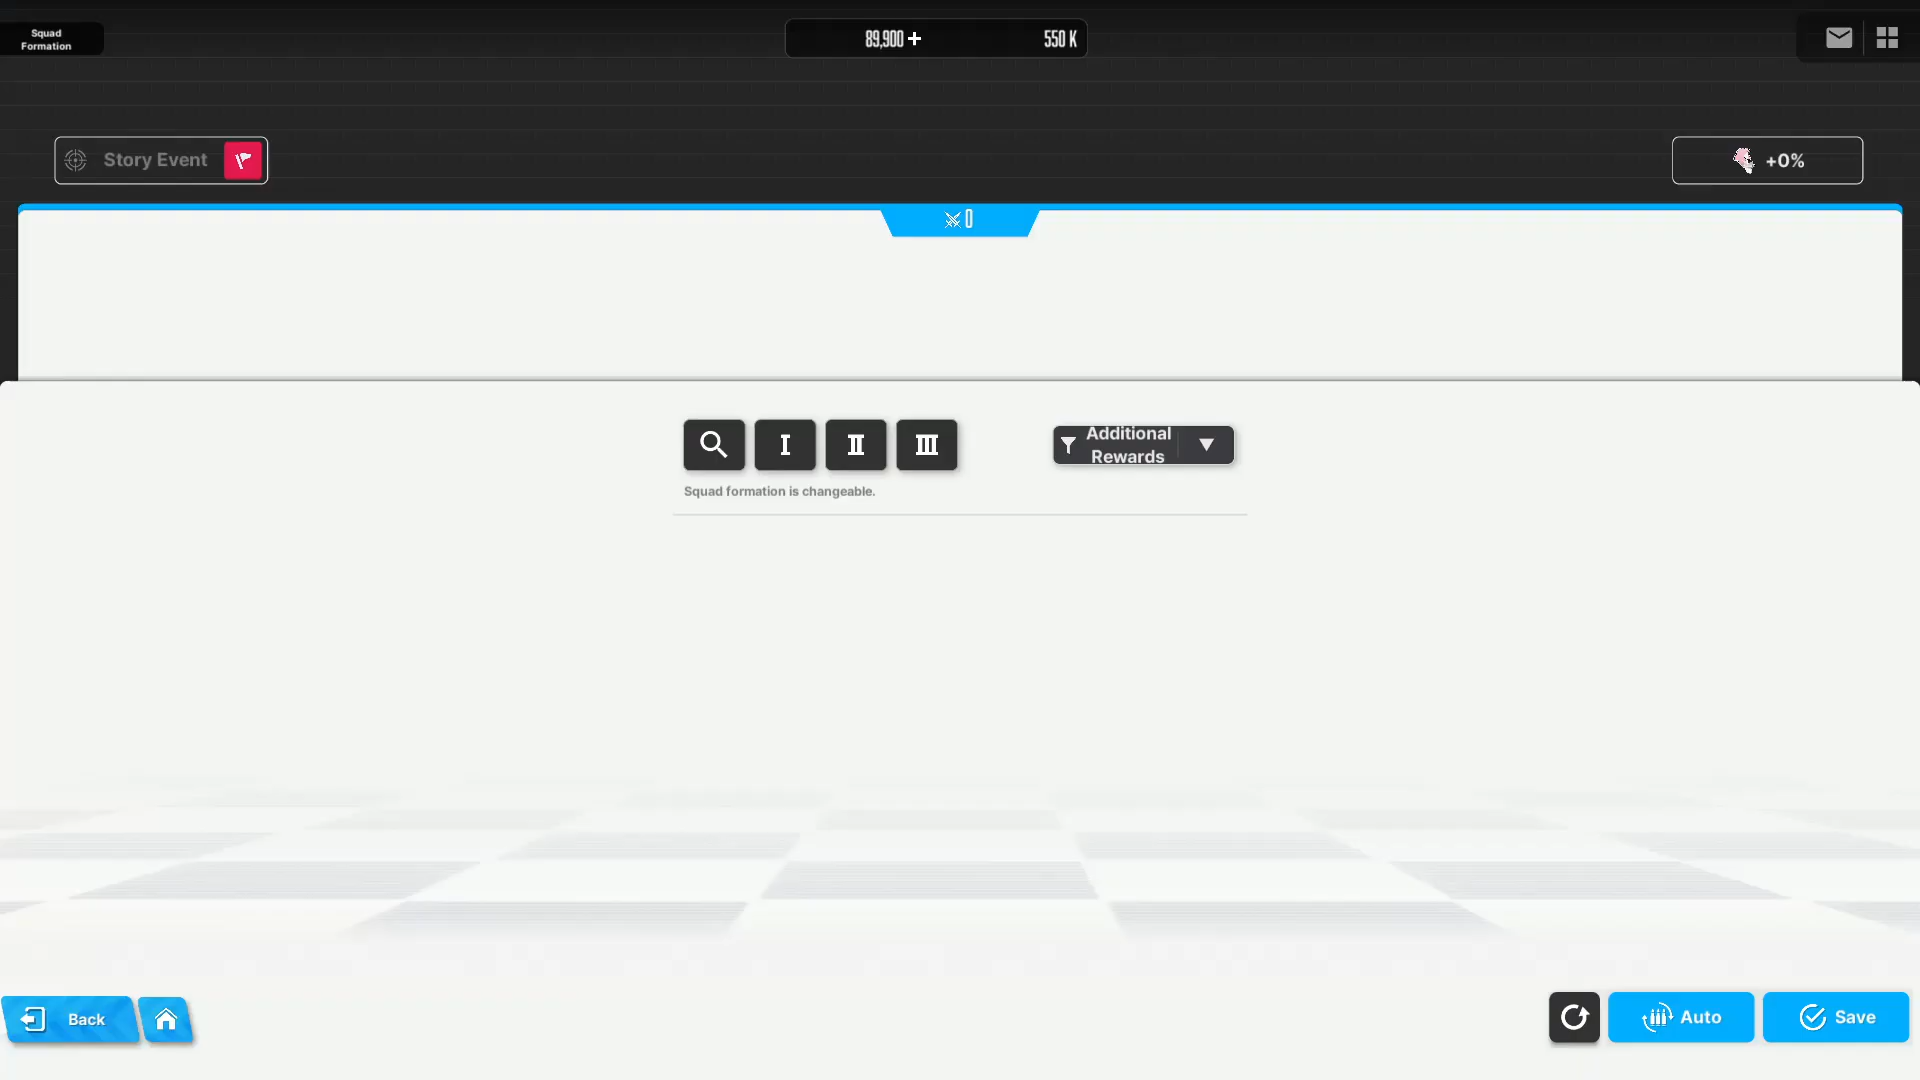 Squad
Formation
89,900 +
550 K
Story Event
+0%
0
I
II
III
Additional
Rewards
Squad formation is changeable.
Back
Auto
Save